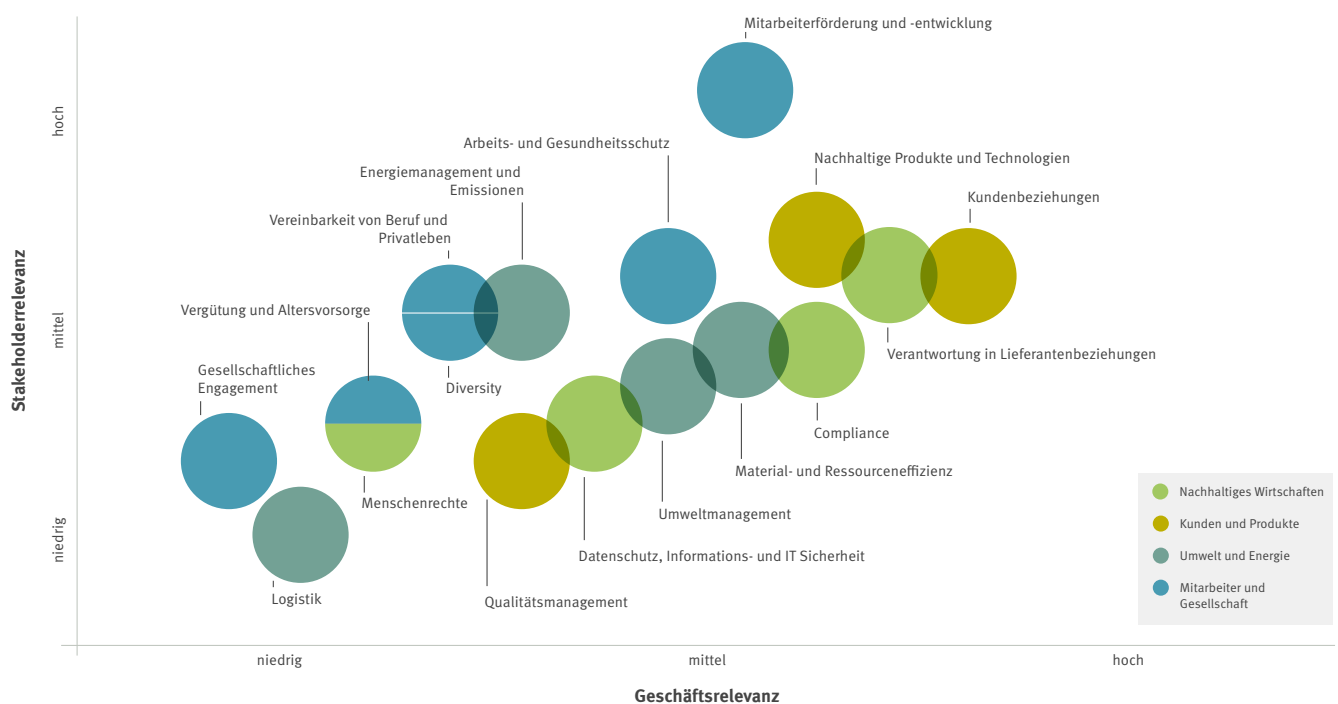 Mitarbeiterförderung und -entwicklung
hoch
Arbeits- und Gesundheitsschutz
Nachhaltige Produkte und Technologien
Energiemanagement und
Emissionen
Kundenbeziehungen
Vereinbarkeit von Beruf und
Privatleben
Stakeholderrelevanz
mittel
Vergütung und Altersvorsorge
Verantwortung in Lieferantenbeziehungen
Gesellschaftliches
Engagement
Diversity
Compliance
Material- und Ressourceneffizienz
Menschenrechte
Umweltmanagement
niedrig
Datenschutz, Informations- und IT Sicherheit
Logistik
Qualitätsmanagement
Nachhaltiges Wirtschaften
Kunden und Produkte
Umwelt und Energie
Mitarbeiter und
Gesellschaft
niedrig
mittel
hoch
Geschäftsrelevanz